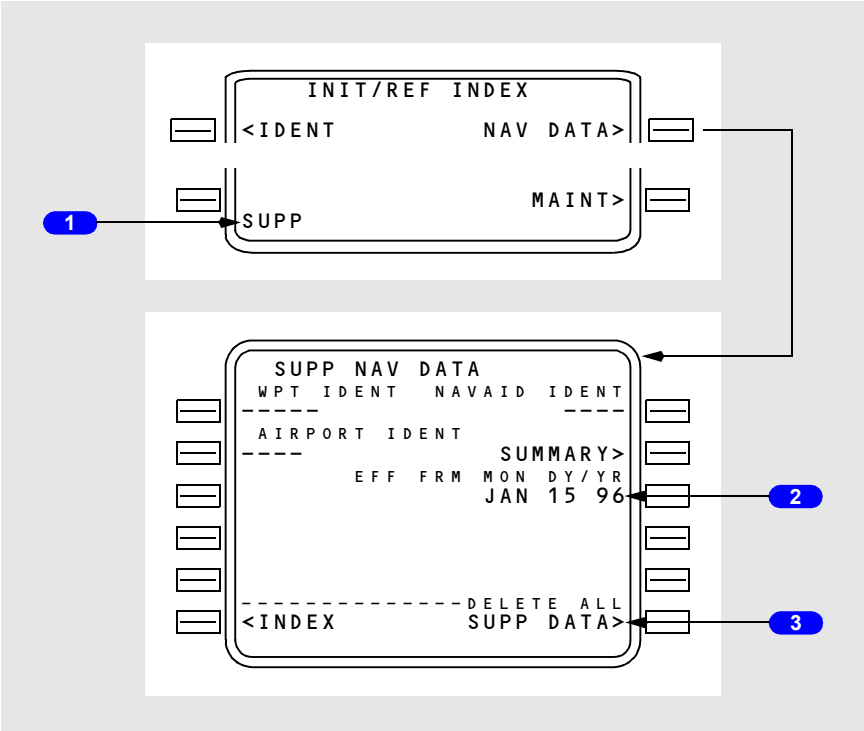 INIT/REF INDEX
<IDENT NAV DATA>
MAINT>
1
SUPP
SUPP NAV DATA
WPT IDENT NAVAID IDENT
----- ----
AIRPORT IDENT
---- SUMMARY>
EFF FRM MON DY/YR
JAN 15 96 2
--------------DELETE ALL
<INDEX SUPP DATA> 3